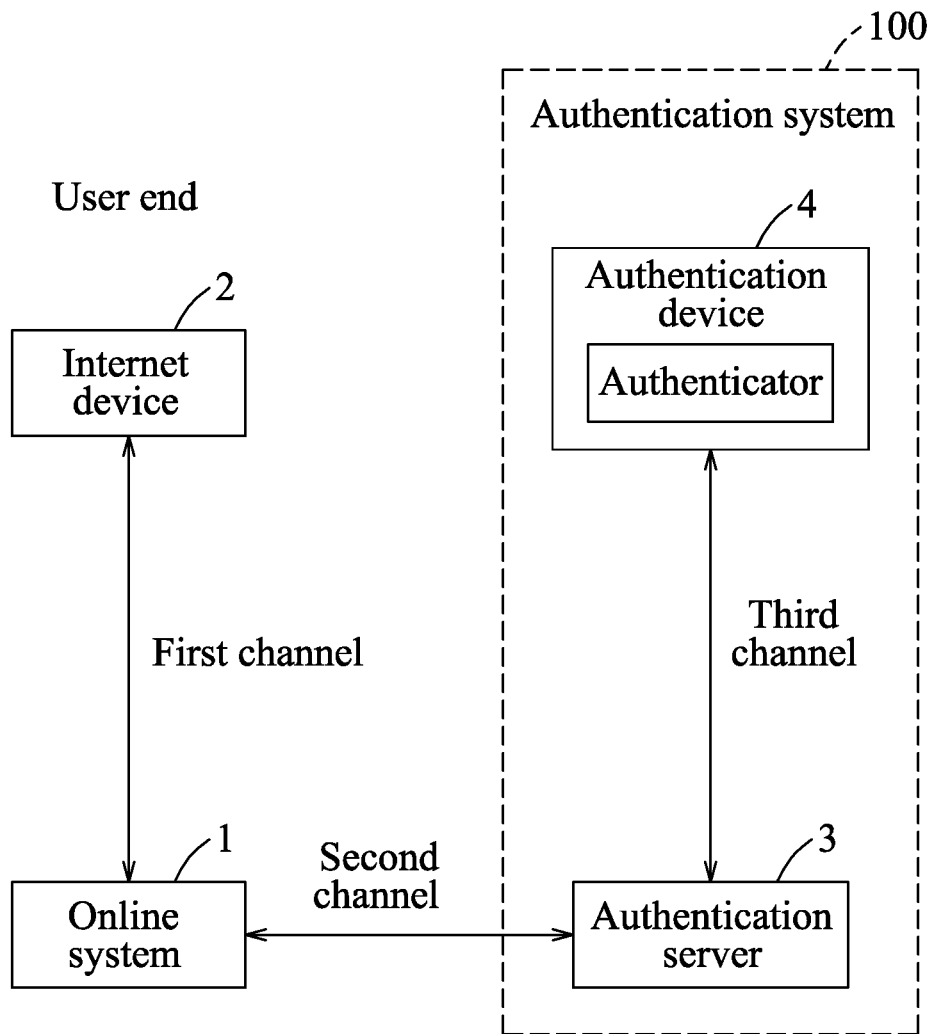 100
Authentication system
User end
4
Authentication
device
Authenticator
2
Internet
device
First channel
Third
channel
1
Online
system
Second
channel
3
Authentication
server